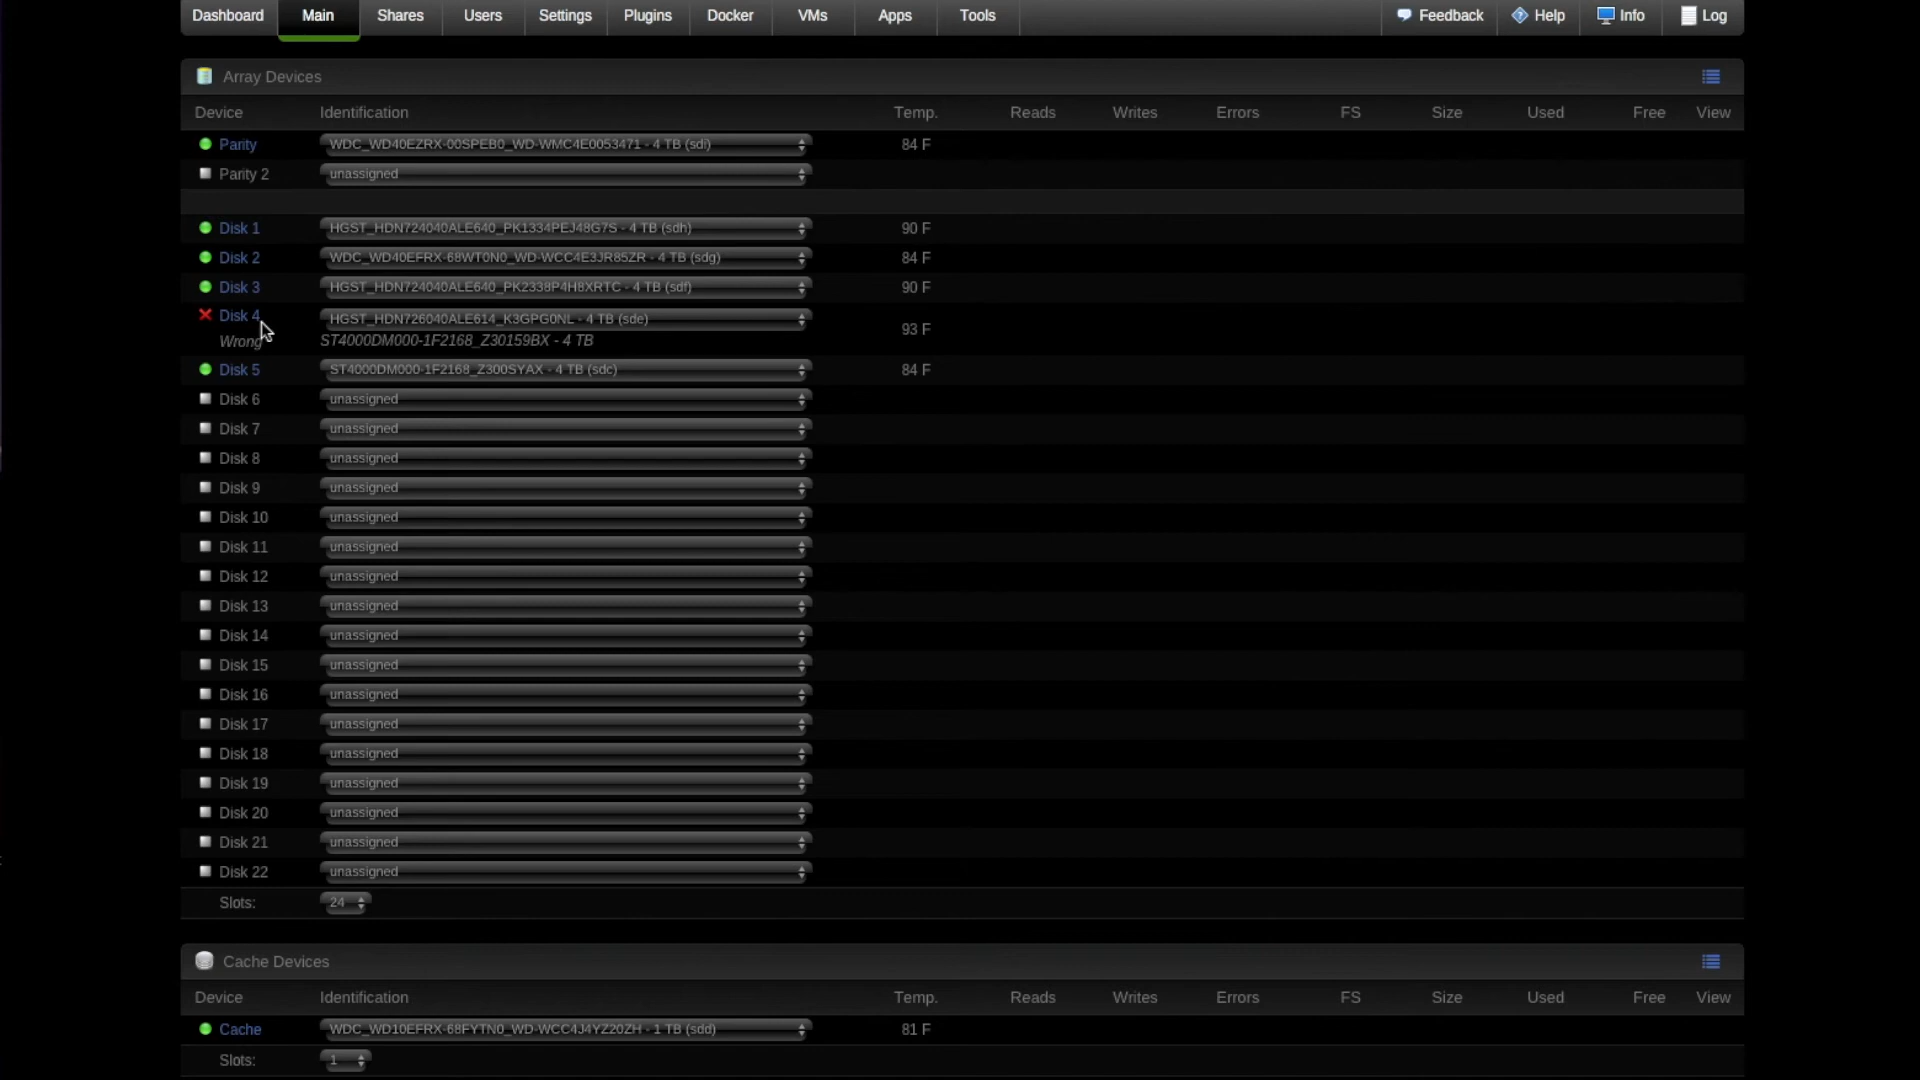 Dashboard Main Shares Users Settings Plugins Docker VMs Apps Tools Feedback Help Info Log
Array Devices
Device Identification Temp. Reads Writes Errors FS Size Used Free View
Parity WDC_WD40EZRX-00SPEB0_WD-WMC4E0053471 - 4 TB (sdi) 84 F
Parity 2 unassigned
Disk 1 HGST_HDN724040ALE640_PK1334PEJ48G7S - 4 TB (sdh) 90 F
Disk 2 WDC_WD40EFRX-68WT0N0_WD-WCC4E3JR85ZR - 4 TB (sdg) 84 F
Disk 3 HGST_HDN724040ALE640_PK2338P4H8XRTC - 4 TB (sdf) 90 F
Disk 4 HGST_HDN726040ALE614_K3GPG0NL - 4 TB (sde) 93 F
Wrong ST4000DM000-1F2168_Z30159BX - 4 TB
Disk 5 ST4000DM000-1F2168_Z300SYAX - 4 TB (sdc) 84 F
Disk 6 unassigned
Disk 7 unassigned
Disk 8 unassigned
Disk 9 unassigned
Disk 10 unassigned
Disk 11 unassigned
Disk 12 unassigned
Disk 13 unassigned
Disk 14 unassigned
Disk 15 unassigned
Disk 16 unassigned
Disk 17 unassigned
Disk 18 unassigned
Disk 19 unassigned
Disk 20 unassigned
Disk 21 unassigned
Disk 22 unassigned
Slots: 24
Cache Devices
Device Identification Temp. Reads Writes Errors FS Size Used Free View
Cache WDC_WD10EFRX-68FYTN0_WD-WCC4J4YZ20ZH - 1 TB (sdd) 81 F
Slots: 1